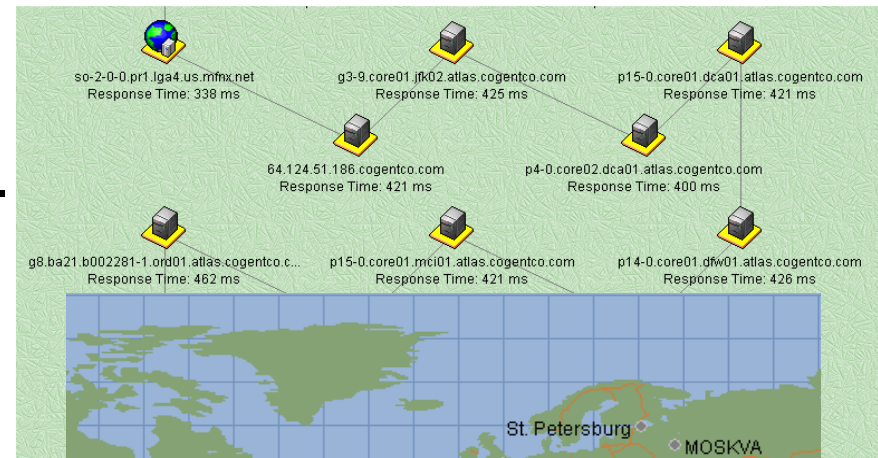 so-2-0-0.pr1.lga4.us.mfnx.net
Response Time: 338 ms
g3-9.core01.jfk02.atlas.cogentco.com
Response Time: 425 ms
p15-0.core01.dca01.atlas.cogentco.com
Response Time: 421 ms
64.124.51.186.cogentco.com
Response Time: 421 ms
p4-0.core02.dca01.atlas.cogentco.com
Response Time: 400 ms
g8.ba21.b002281-1.ord01.atlas.cogentco.c...
Response Time: 462 ms
p15-0.core01.mci01.atlas.cogentco.com
Response Time: 421 ms
p14-0.core01.dfw01.atlas.cogentco.com
Response Time: 426 ms
St. Petersburg
MOSKVA